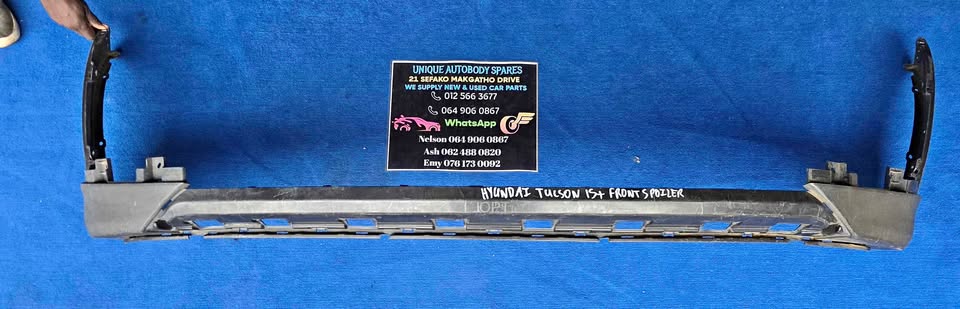 UNIQUE AUTOBODY SPARES
21 SEFAKO MAKGATHO DRIVE
WE SUPPLY NEW & USED CAR PARTS
012 566 3677
064 906 0867
WhatsApp
Nelson 064 906 0867
Ash 062 488 0820
Emy 076 173 0092
HYUNDAI TUCSON 15+ FRONT SPOILER